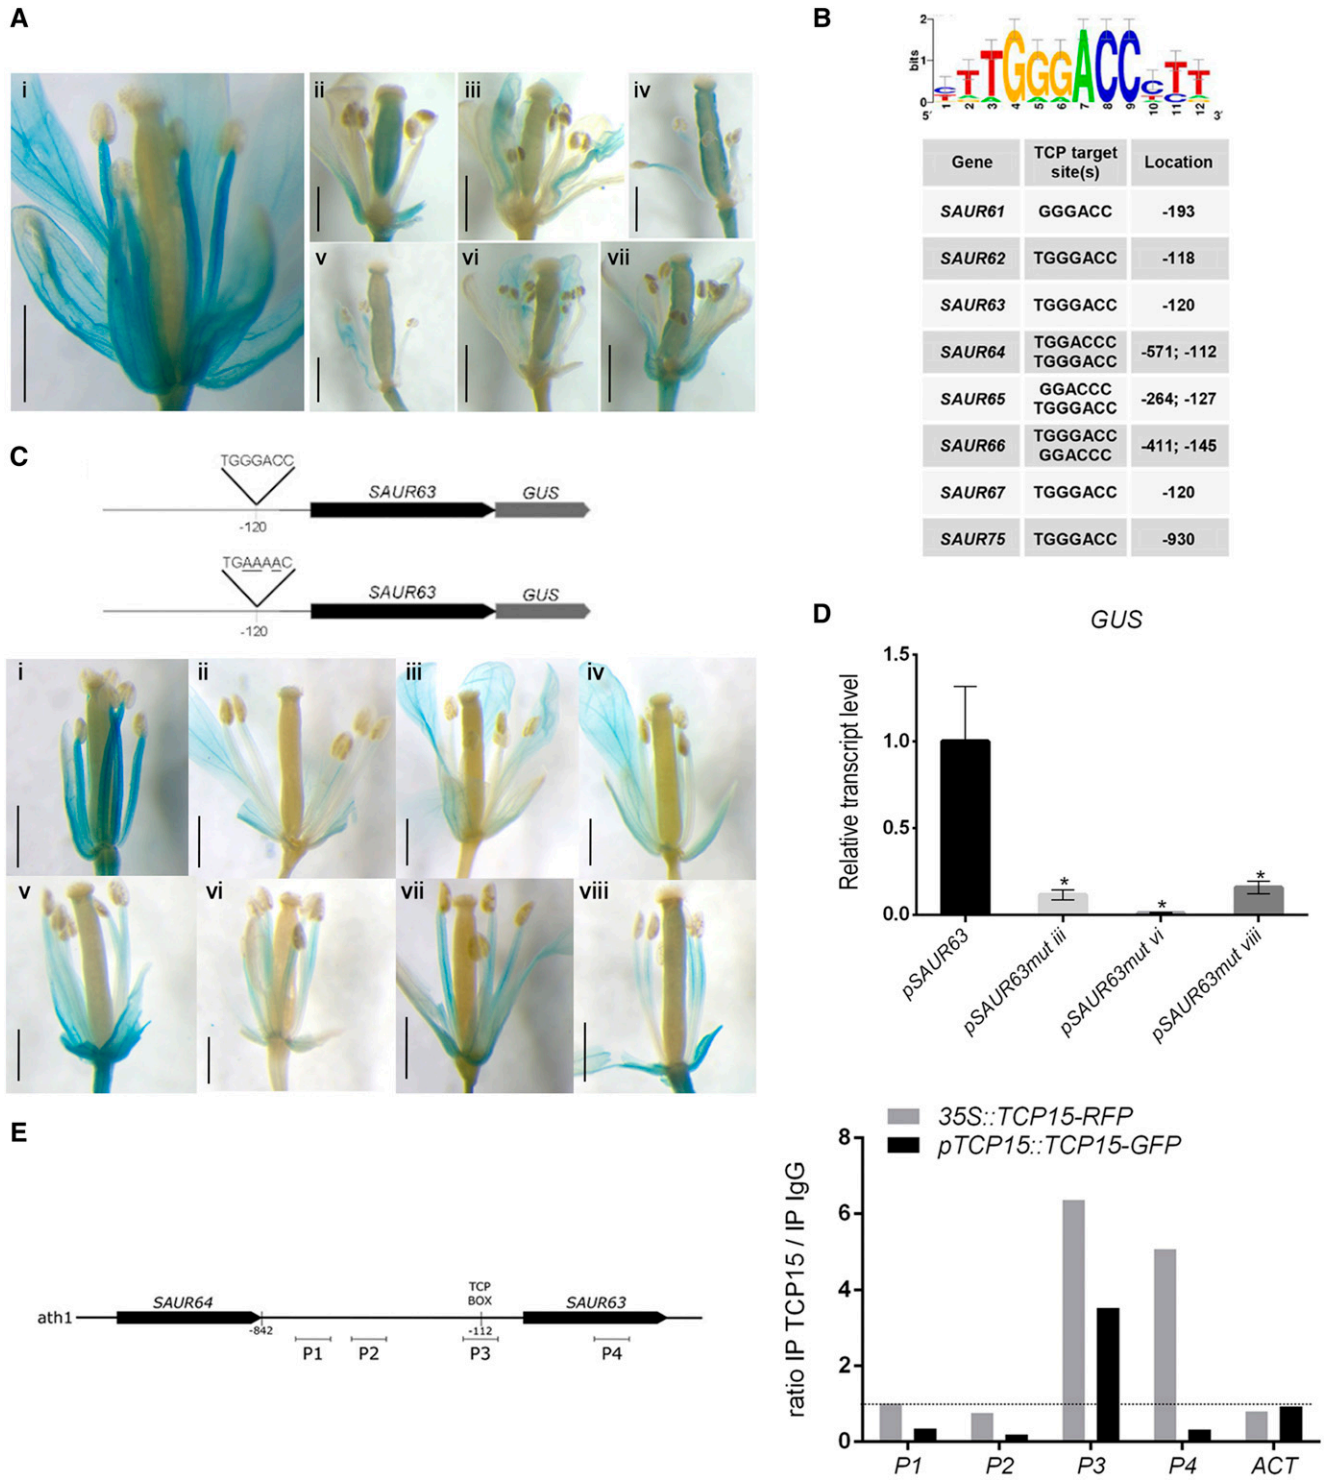 A
i
ii
iii
iv
v
vi
vii
B
2
1
0
bits
TTGGGACCCTT
5'
1 2 3 4 5 6 7 8 9 10 11 12
3'
Gene TCP target site(s) Location
SAUR61 GGGACC -193
SAUR62 TGGGACC -118
SAUR63 TGGGACC -120
SAUR64 TGGACCC TGGGACC -571; -112
SAUR65 GGACCC TGGGACC -264; -127
SAUR66 TGGGACC GGACCC -411; -145
SAUR67 TGGGACC -120
SAUR75 TGGGACC -930
C
TGGGACC
SAUR63 GUS
-120
TGAAAAC
SAUR63 GUS
-120
i
ii
iii
iv
v
vi
vii
viii
D
GUS
Relative transcript level
1.5
1.0
0.5
0.0
* * *
pSAUR63
pSAUR63mut iii
pSAUR63mut vi
pSAUR63mut viii
E
ath1
SAUR64
TCP
BOX
SAUR63
-842
-112
P1 P2 P3 P4
35S::TCP15-RFP
pTCP15::TCP15-GFP
ratio IP TCP15 / IP IgG
8
6
4
2
0
P1 P2 P3 P4 ACT